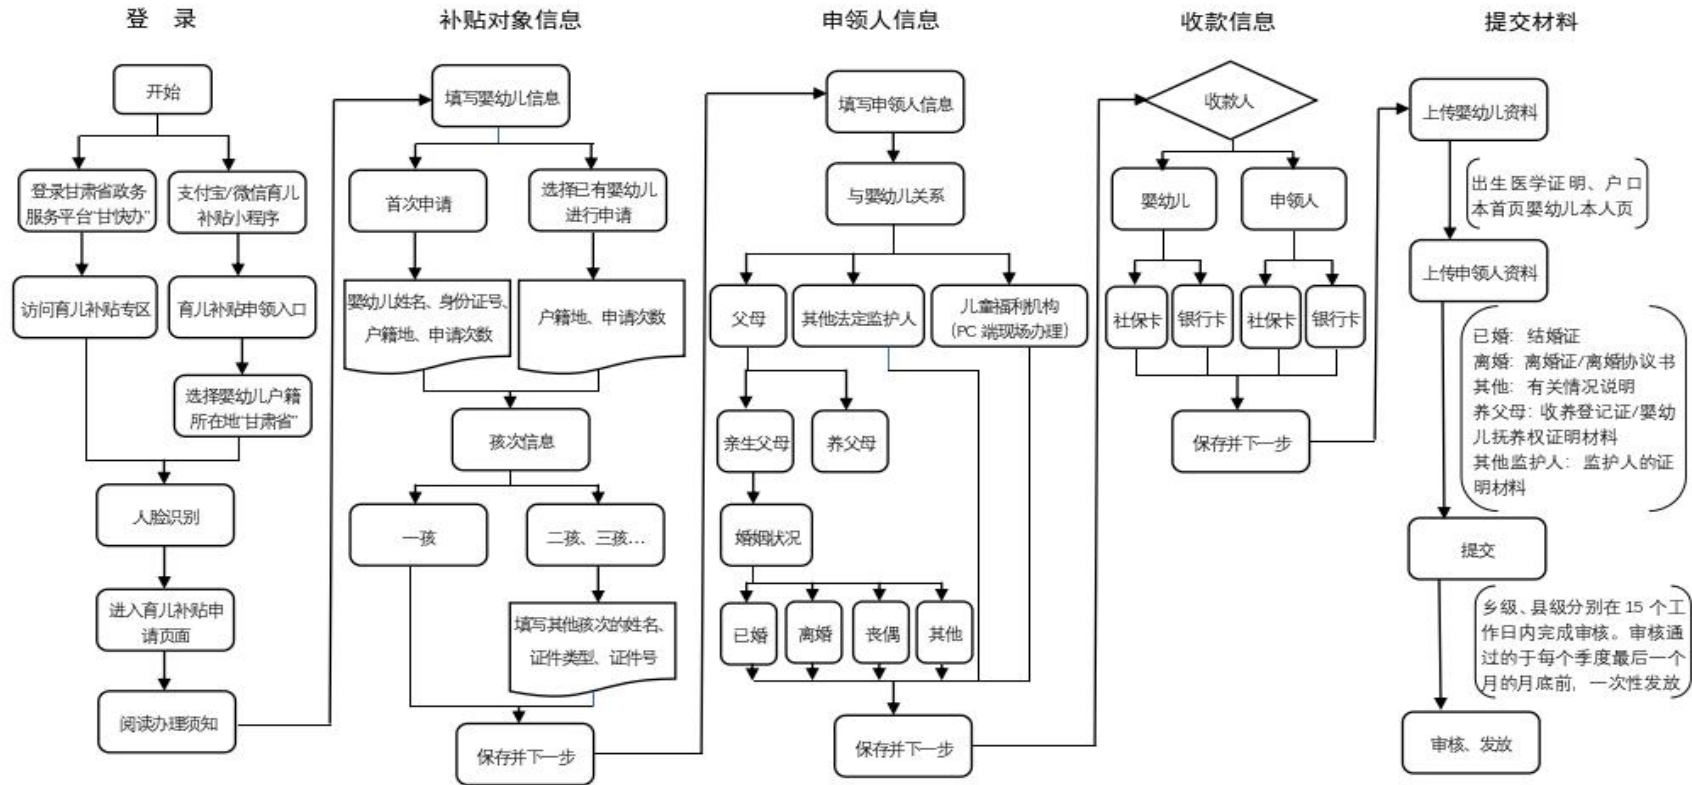 登 录
开始
登录甘肃省政务
服务平台“甘快办”
支付宝/微信育儿
补贴小程序
访问育儿补贴专区
育儿补贴申领入口
选择婴幼儿户籍
所在地“甘肃省”
人脸识别
进入育儿补贴申
请页面
阅读办理须知
补贴对象信息
填写婴幼儿信息
首次申请
选择已有婴幼儿
进行申请
婴幼儿姓名、身份证号、
户籍地、申请次数
户籍地、申请次数
孩次信息
一孩
二孩、三孩…
填写其他孩次的姓名、
证件类型、证件号
保存并下一步
申领人信息
填写申领人信息
与婴幼儿关系
父母
其他法定监护人
儿童福利机构
（PC 端现场办理）
亲生父母
养父母
婚姻状况
已婚
离婚
丧偶
其他
保存并下一步
收款信息
收款人
婴幼儿
申领人
社保卡
银行卡
社保卡
银行卡
保存并下一步
提交材料
上传婴幼儿资料
出生医学证明、户口
本首页婴幼儿本人页
上传申领人资料
已婚：结婚证
离婚：离婚证/离婚协议书
其他：有关情况说明
养父母：收养登记证/婴幼
儿抚养权证明材料
其他监护人：监护人的证
明材料
提交
乡级、县级分别在 15 个工
作日内完成审核。审核通
过的于每个季度最后一个
月的月底前，一次性发放
审核、发放